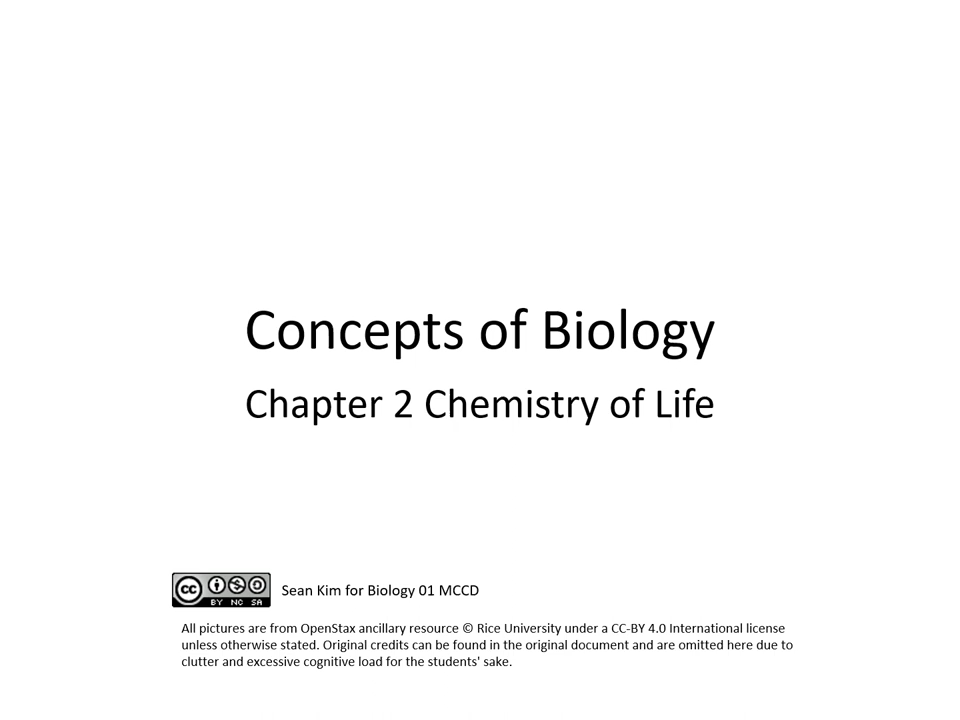 Concepts of Biology
Chapter 2 Chemistry of Life
cc
BY NC SA
Sean Kim for Biology 01 MCCD
All pictures are from OpenStax ancillary resource © Rice University under a CC-BY 4.0 International license
unless otherwise stated. Original credits can be found in the original document and are omitted here due to
clutter and excessive cognitive load for the students' sake.